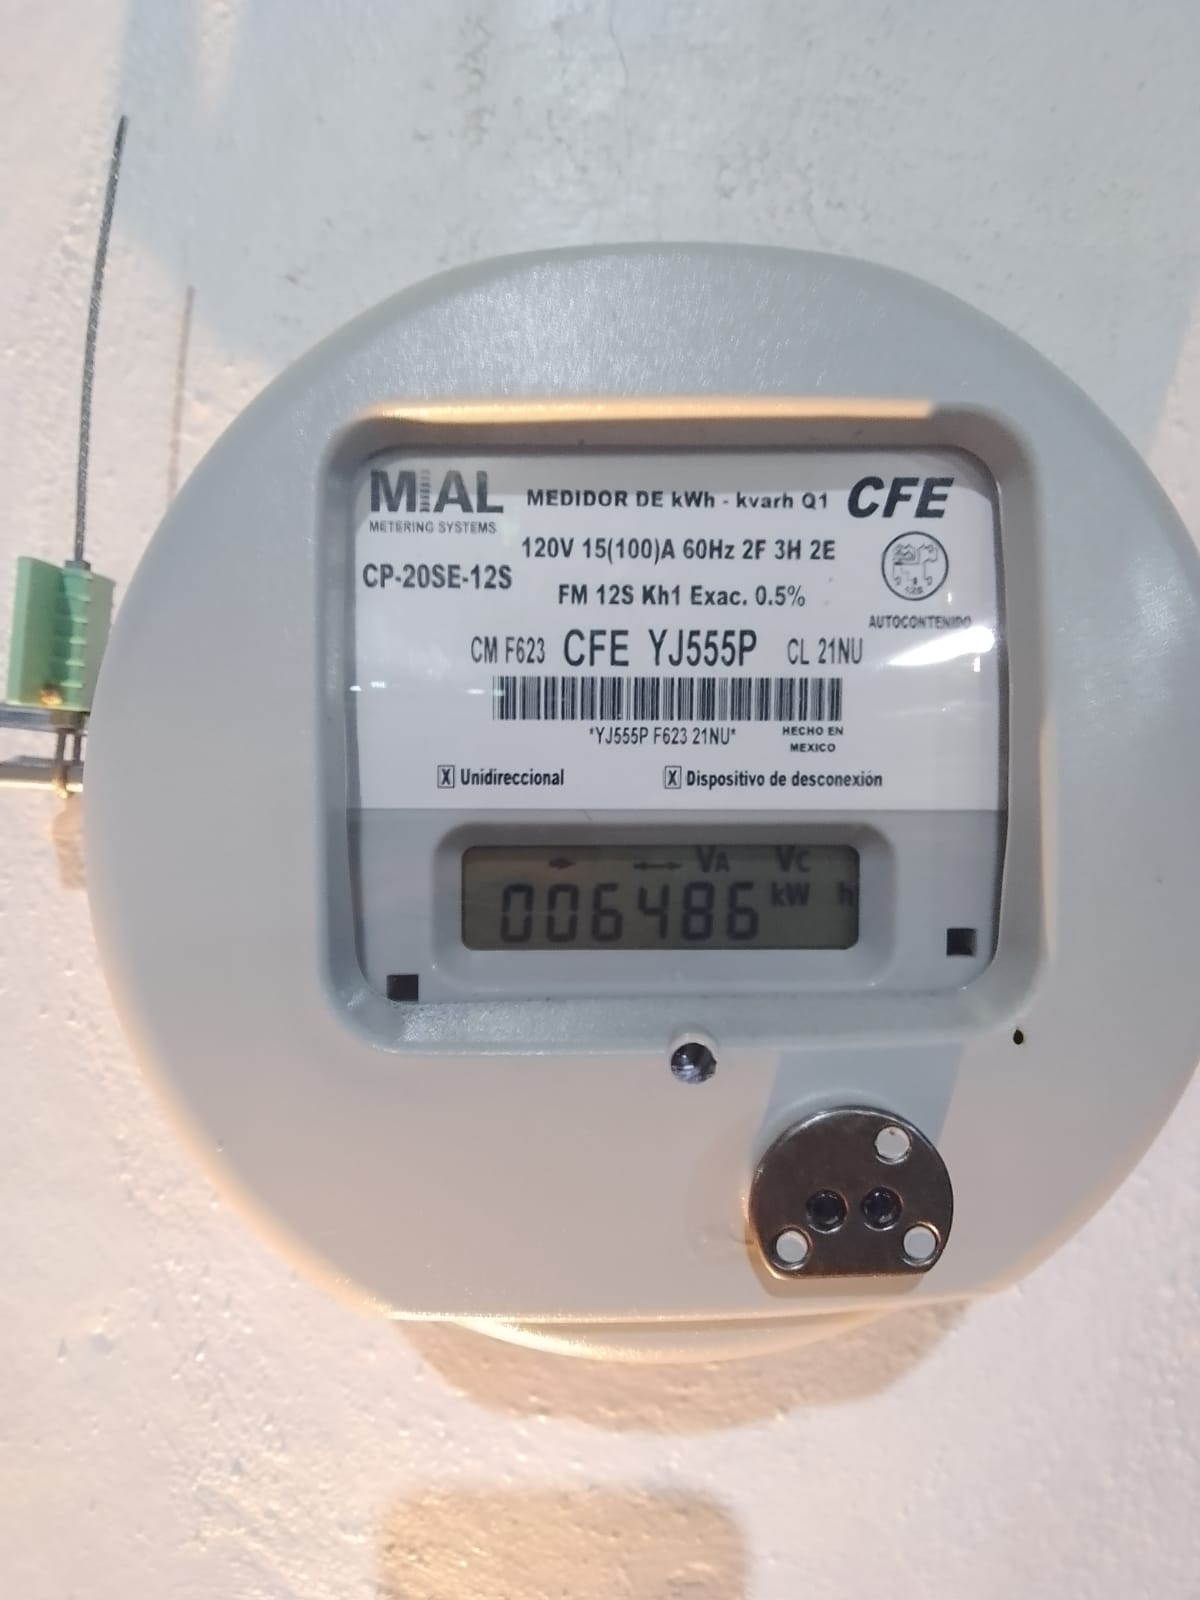 MIAL
METERING SYSTEMS
MEDIDOR DE kWh - kvarh Q1
CFE
120V 15(100)A 60Hz 2F 3H 2E
CP-20SE-12S
FM 12S Kh1 Exac. 0.5%
12S
AUTOCONTENIDO
CM F623 CFE YJ555P CL 21NU
*YJ555P F623 21NU*
HECHO EN
MEXICO
X Unidireccional
X Dispositivo de desconexión
VA VC
006486 kW h